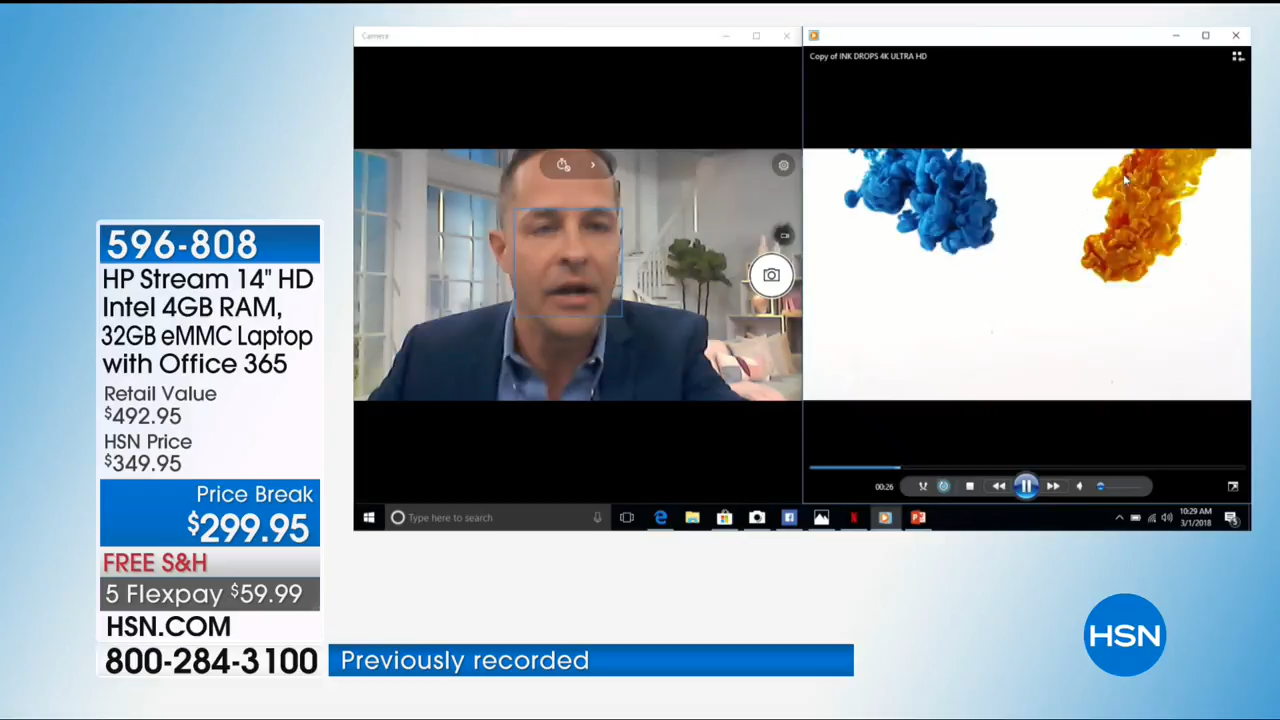 596-808
HP Stream 14" HD
Intel 4GB RAM,
32GB eMMC Laptop
with Office 365
Retail Value
$492.95
HSN Price
$349.95
Price Break
$299.95
FREE S&H
5 Flexpay $59.99
HSN.COM
800-284-3100
Previously recorded
Camera
Copy of INK DROPS 4K ULTRA HD
00:26
Type here to search
10:29 AM
3/1/2018
HSN